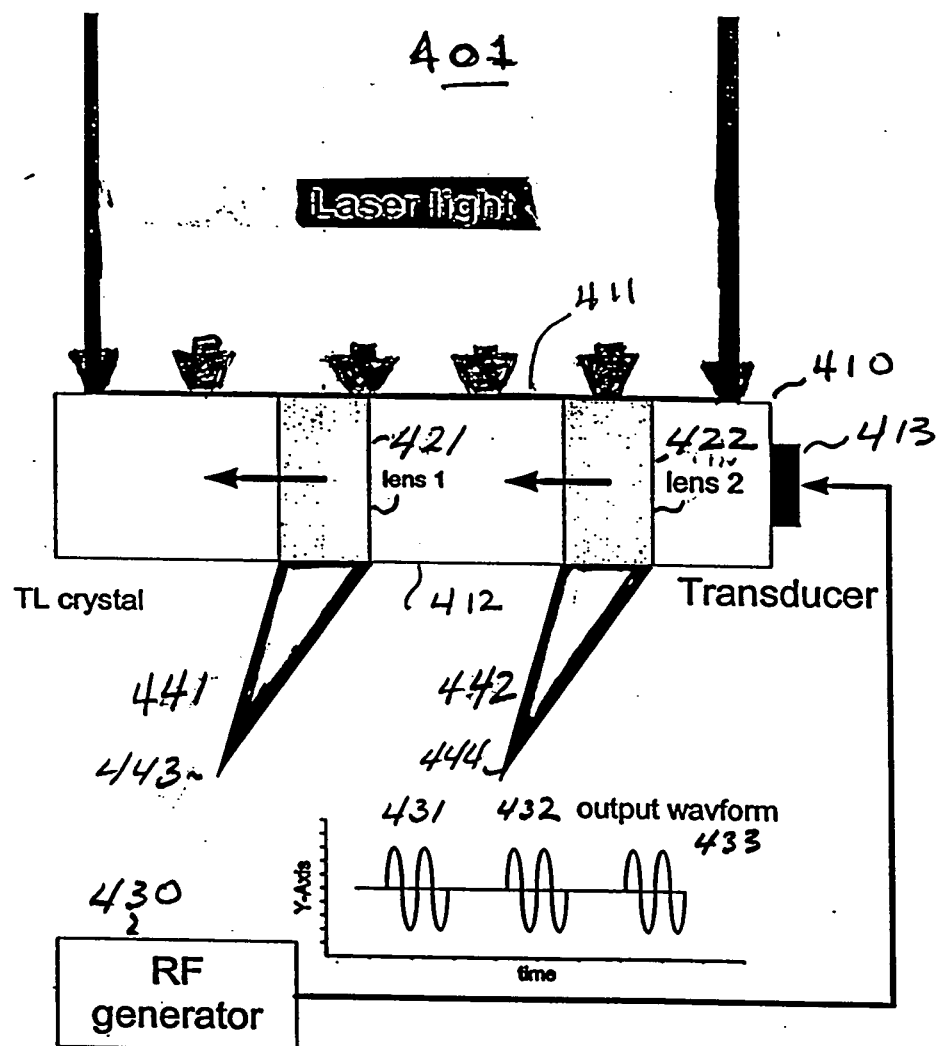 401
Laser light
411
410
413
421
lens 1
422
lens 2
TL crystal
412
Transducer
441
442
443
444
431 432 output wavform
433
Y-Axis
time
430
RF
generator